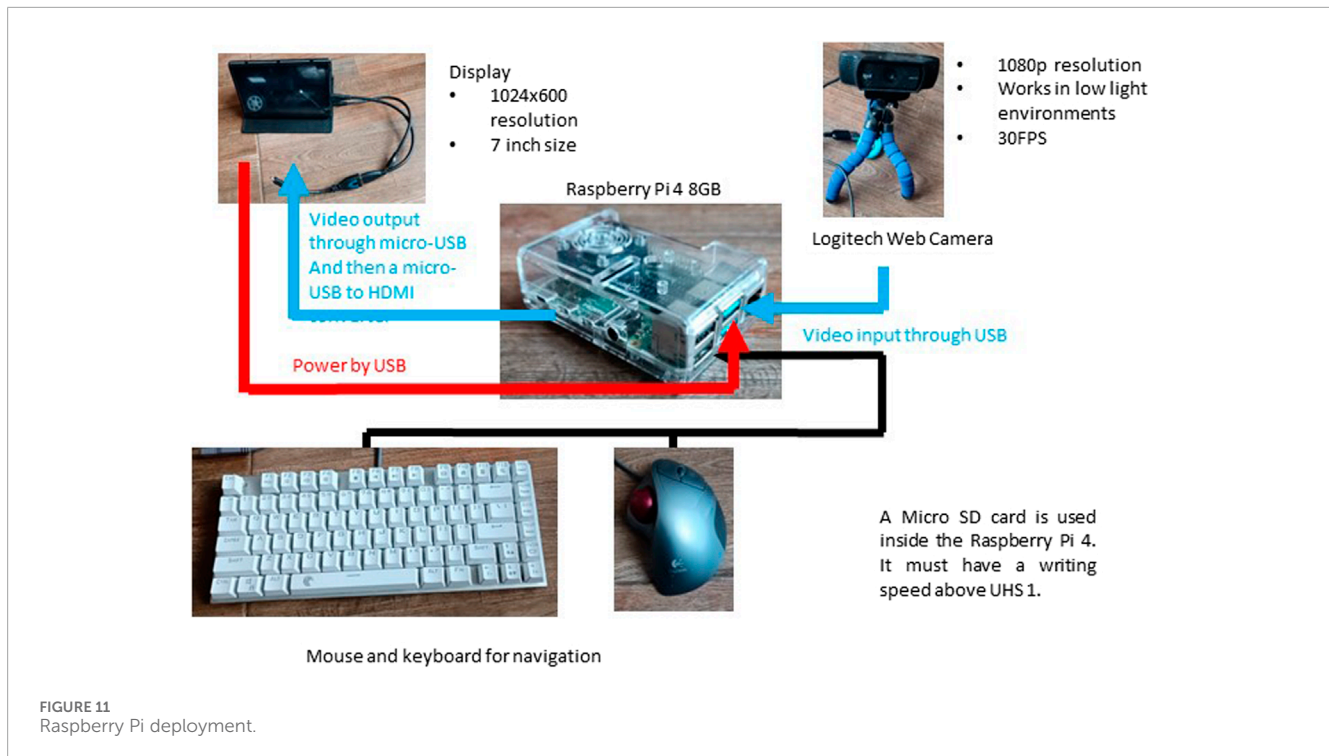 Display
• 1024x600
resolution
• 7 inch size
• 1080p resolution
• Works in low light
environments
• 30FPS
Raspberry Pi 4 8GB
Logitech Web Camera
Video output
through micro-USB
And then a micro-
USB to HDMI
Video input through USB
Power by USB
A Micro SD card is used
inside the Raspberry Pi 4.
It must have a writing
speed above UHS 1.
Mouse and keyboard for navigation
FIGURE 11
Raspberry Pi deployment.